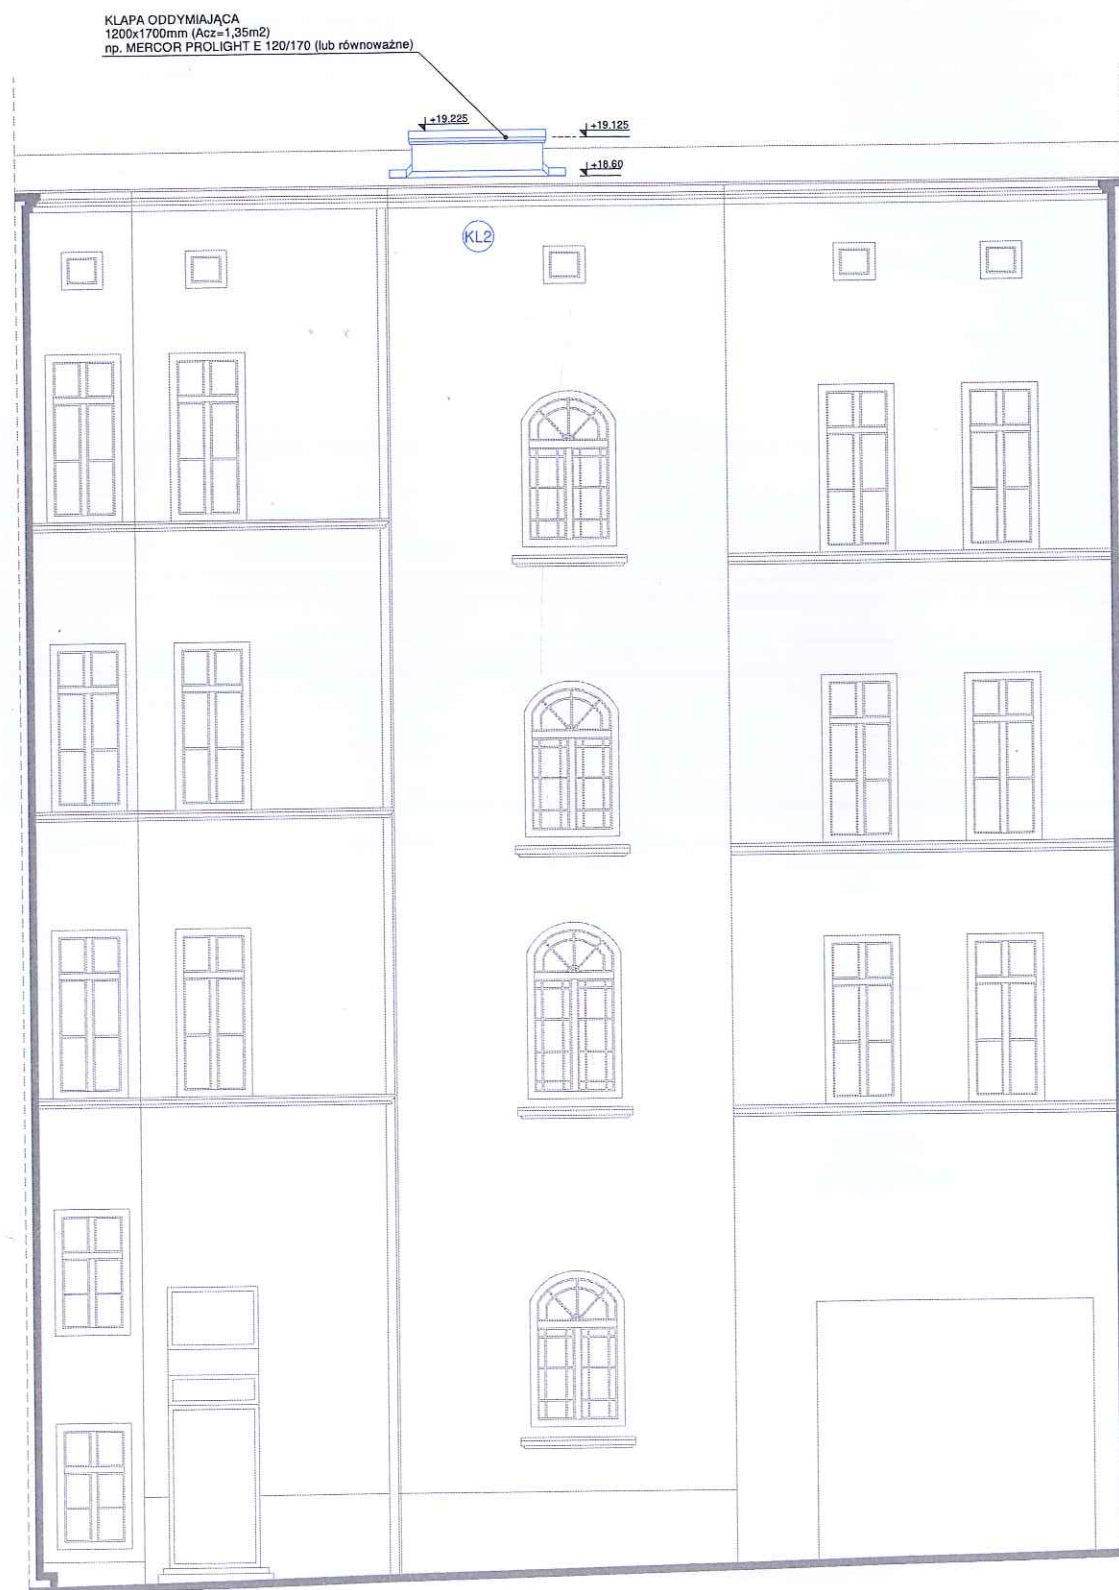 KLAPA ODDYMIAJĄCA
1200x1700mm (Acz=1,35m2)
np. MERCOR PROLIGHT E 120/170 (lub równoważne)
+19.225
+19.125
+18.60
KL2